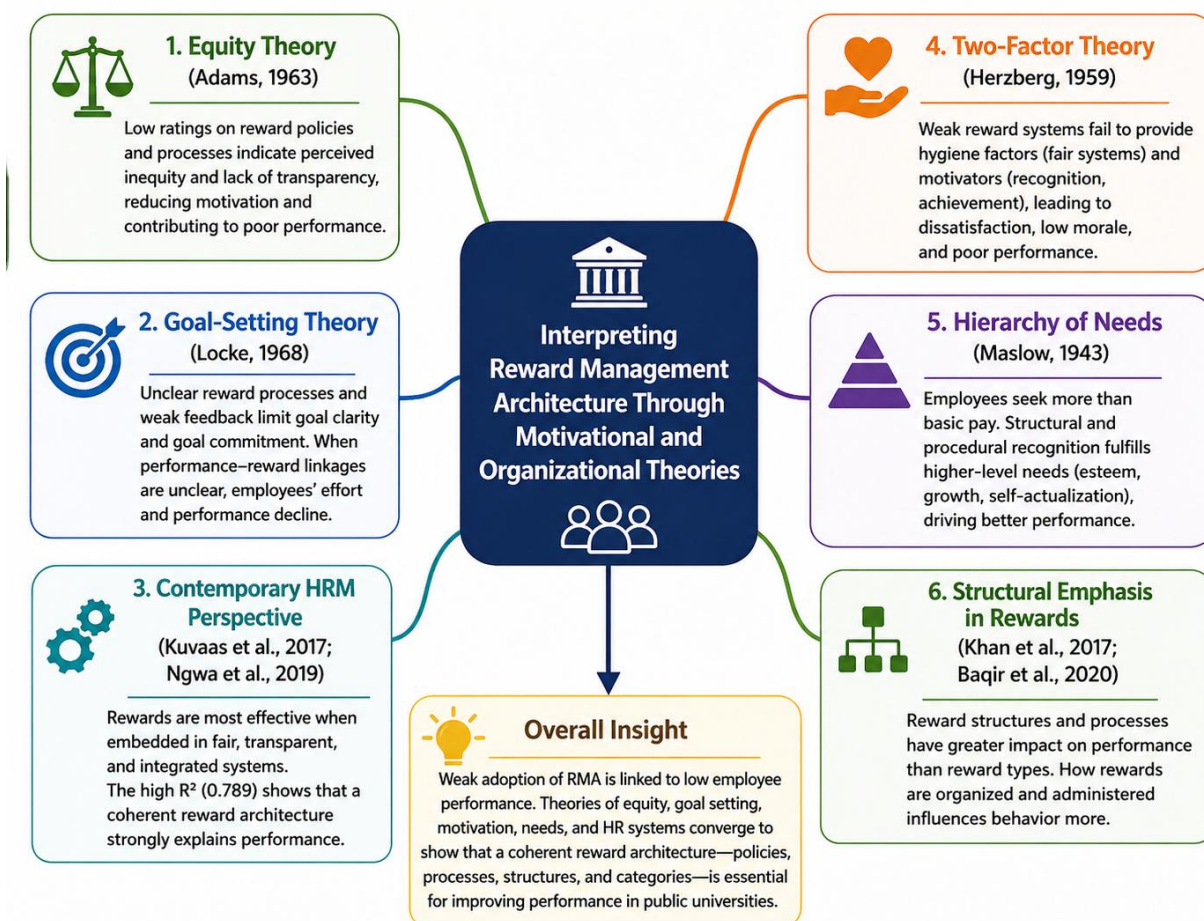 1. Equity Theory
(Adams, 1963)
Low ratings on reward policies
and processes indicate perceived
inequity and lack of transparency,
reducing motivation and
contributing to poor performance.
2. Goal-Setting Theory
(Locke, 1968)
Unclear reward processes and
weak feedback limit goal clarity
and goal commitment. When
performance–reward linkages
are unclear, employees’ effort
and performance decline.
3. Contemporary HRM
Perspective
(Kuvaas et al., 2017;
Ngwa et al., 2019)
Rewards are most effective when
embedded in fair, transparent,
and integrated systems.
The high R² (0.789) shows that a
coherent reward architecture
strongly explains performance.
Interpreting
Reward Management
Architecture Through
Motivational and
Organizational Theories
4. Two-Factor Theory
(Herzberg, 1959)
Weak reward systems fail to provide
hygiene factors (fair systems) and
motivators (recognition,
achievement), leading to
dissatisfaction, low morale,
and poor performance.
5. Hierarchy of Needs
(Maslow, 1943)
Employees seek more than
basic pay. Structural and
procedural recognition fulfills
higher-level needs (esteem,
growth, self-actualization),
driving better performance.
6. Structural Emphasis
in Rewards
(Khan et al., 2017;
Baqir et al., 2020)
Reward structures and processes
have greater impact on performance
than reward types. How rewards
are organized and administered
influences behavior more.
Overall Insight
Weak adoption of RMA is linked to low employee
performance. Theories of equity, goal setting,
motivation, needs, and HR systems converge to
show that a coherent reward architecture—policies,
processes, structures, and categories—is essential
for improving performance in public universities.